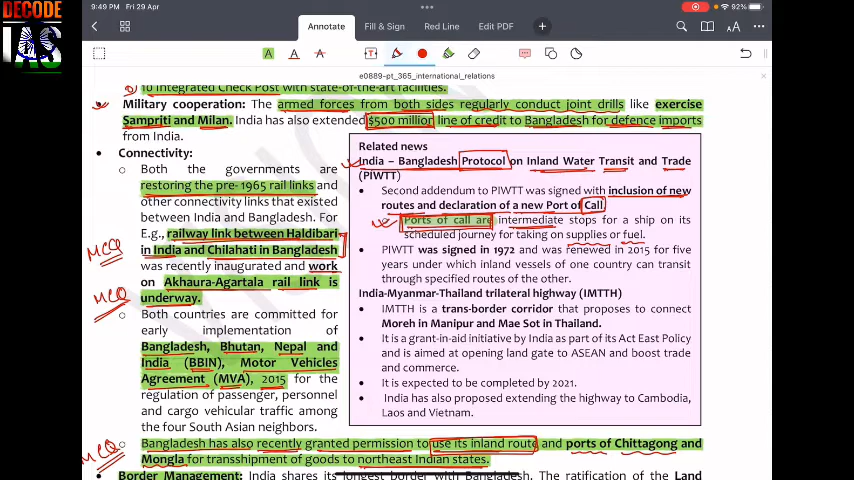 DECODE
IAS
9:49 PM Fri 29 Apr
92%
Annotate
Fill & Sign
Red Line
Edit PDF
e0889-pt_365_international_relations
10 Integrated Check Post with state-of-the-art facilities.
Military cooperation: The armed forces from both sides regularly conduct joint drills like exercise
Sampriti and Milan. India has also extended $500 million line of credit to Bangladesh for defence imports
from India.
• Connectivity:
o Both the governments are
restoring the pre- 1965 rail links and
other connectivity links that existed
between India and Bangladesh. For
E.g., railway link between Haldibari
in India and Chilahati in Bangladesh
was recently inaugurated and work
on Akhaura-Agartala rail link is
underway.
MCQ
MCQ
o Both countries are committed for
early implementation of
Bangladesh, Bhutan, Nepal and
India (BBIN), Motor Vehicles
Agreement (MVA), 2015 for the
regulation of passenger, personnel
and cargo vehicular traffic among
the four South Asian neighbors.
Related news
India – Bangladesh Protocol on Inland Water Transit and Trade
(PIWTT)
• Second addendum to PIWTT was signed with inclusion of new
routes and declaration of a new Port of Call.
Ports of call are intermediate stops for a ship on its
scheduled journey for taking on supplies or fuel.
• PIWTT was signed in 1972 and was renewed in 2015 for five
years under which inland vessels of one country can transit
through specified routes of the other.
India-Myanmar-Thailand trilateral highway (IMTTH)
• IMTTH is a trans-border corridor that proposes to connect
Moreh in Manipur and Mae Sot in Thailand.
• It is a grant-in-aid initiative by India as part of its Act East Policy
and is aimed at opening land gate to ASEAN and boost trade
and commerce.
• It is expected to be completed by 2021.
• India has also proposed extending the highway to Cambodia,
Laos and Vietnam.
MCQ
o Bangladesh has also recently granted permission to use its inland route and ports of Chittagong and
Mongla for transshipment of goods to northeast Indian states.
• Border Management: India shares its longest border with Bangladesh. The ratification of the Land